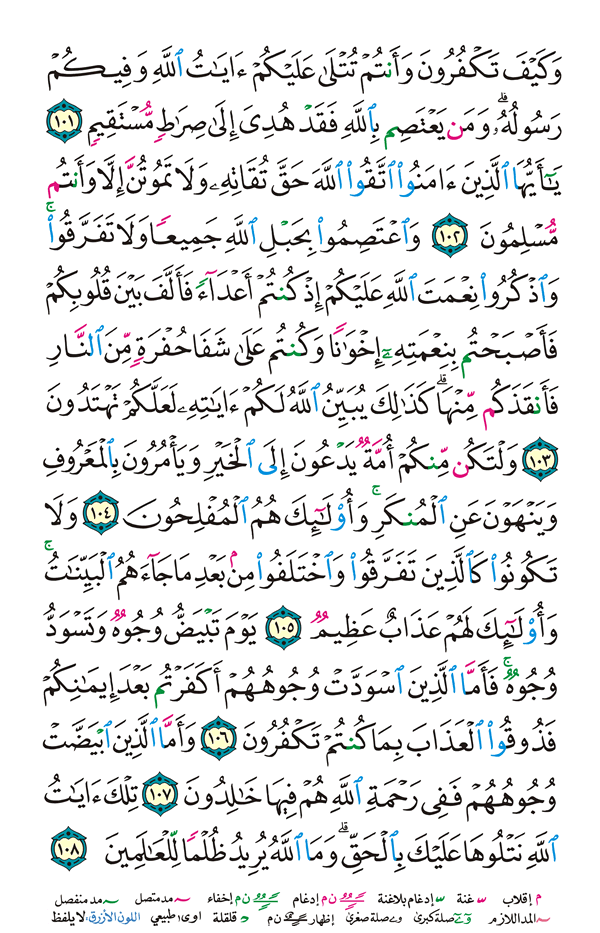 وَكَيْفَ تَكْفُرُونَ وَأَنتُمْ تُتْلَىٰ عَلَيْكُمْ ءَايَٰتُ ٱللَّهِ وَفِيكُمْ
رَسُولُهُۥۗ وَمَن يَعْتَصِم بِٱللَّهِ فَقَدْ هُدِىَ إِلَىٰ صِرَٰطٍ مُّسْتَقِيمٍ ١٠١
يَٰٓأَيُّهَا ٱلَّذِينَ ءَامَنُوا۟ ٱتَّقُوا۟ ٱللَّهَ حَقَّ تُقَاتِهِۦ وَلَا تَمُوتُنَّ إِلَّا وَأَنتُم
مُّسْلِمُونَ ١٠٢ وَٱعْتَصِمُوا۟ بِحَبْلِ ٱللَّهِ جَمِيعًا وَلَا تَفَرَّقُوا۟ۚ
وَٱذْكُرُوا۟ نِعْمَتَ ٱللَّهِ عَلَيْكُمْ إِذْ كُنتُمْ أَعْدَآءً فَأَلَّفَ بَيْنَ قُلُوبِكُمْ
فَأَصْبَحْتُم بِنِعْمَتِهِۦٓ إِخْوَٰنًا وَكُنتُمْ عَلَىٰ شَفَا حُفْرَةٍ مِّنَ ٱلنَّارِ
فَأَنقَذَكُم مِّنْهَاۗ كَذَٰلِكَ يُبَيِّنُ ٱللَّهُ لَكُمْ ءَايَٰتِهِۦ لَعَلَّكُمْ تَهْتَدُونَ
١٠٣ وَلْتَكُن مِّنكُمْ أُمَّةٌ يَدْعُونَ إِلَى ٱلْخَيْرِ وَيَأْمُرُونَ بِٱلْمَعْرُوفِ
وَيَنْهَوْنَ عَنِ ٱلْمُنكَرِۚ وَأُو۟لَٰٓئِكَ هُمُ ٱلْمُفْلِحُونَ ١٠٤ وَلَا
تَكُونُوا۟ كَٱلَّذِينَ تَفَرَّقُوا۟ وَٱخْتَلَفُوا۟ مِنۢ بَعْدِ مَا جَآءَهُمُ ٱلْبَيِّنَٰتُۚ
وَأُو۟لَٰٓئِكَ لَهُمْ عَذَابٌ عَظِيمٌ ١٠٥ يَوْمَ تَبْيَضُّ وُجُوهٌ وَتَسْوَدُّ
وُجُوهٌۚ فَأَمَّا ٱلَّذِينَ ٱسْوَدَّتْ وُجُوهُهُمْ أَكَفَرْتُم بَعْدَ إِيمَٰنِكُمْ
فَذُوقُوا۟ ٱلْعَذَابَ بِمَا كُنتُمْ تَكْفُرُونَ ١٠٦ وَأَمَّا ٱلَّذِينَ ٱبْيَضَّتْ
وُجُوهُهُمْ فَفِى رَحْمَةِ ٱللَّهِ هُمْ فِيهَا خَٰلِدُونَ ١٠٧ تِلْكَ ءَايَٰتُ
ٱللَّهِ نَتْلُوهَا عَلَيْكَ بِٱلْحَقِّۗ وَمَا ٱللَّهُ يُرِيدُ ظُلْمًا لِّلْعَٰلَمِينَ ١٠٨
م إقلاب غنة إدغام بلاغنة ن م إدغام ن م إخفاء مد متصل مد منفصل
المد اللازم صلة كبرى صلة صغرى إظهار ن م قلقلة طبيعي اللون الأزرق: لا يلفظ